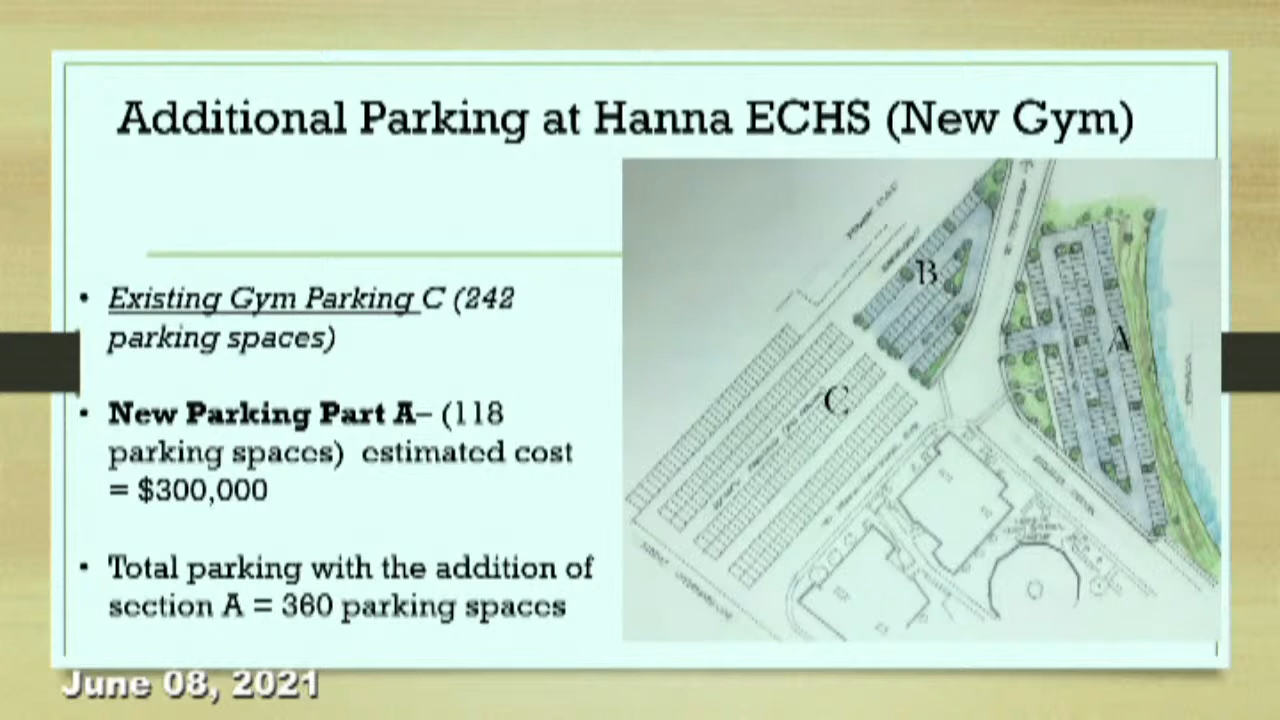 Additional Parking at Hanna ECHS (New Gym)
• Existing Gym Parking C (242
parking spaces)
• New Parking Part A– (118
parking spaces) estimated cost
= $300,000
• Total parking with the addition of
section A = 360 parking spaces
B
A
C
June 08, 2021